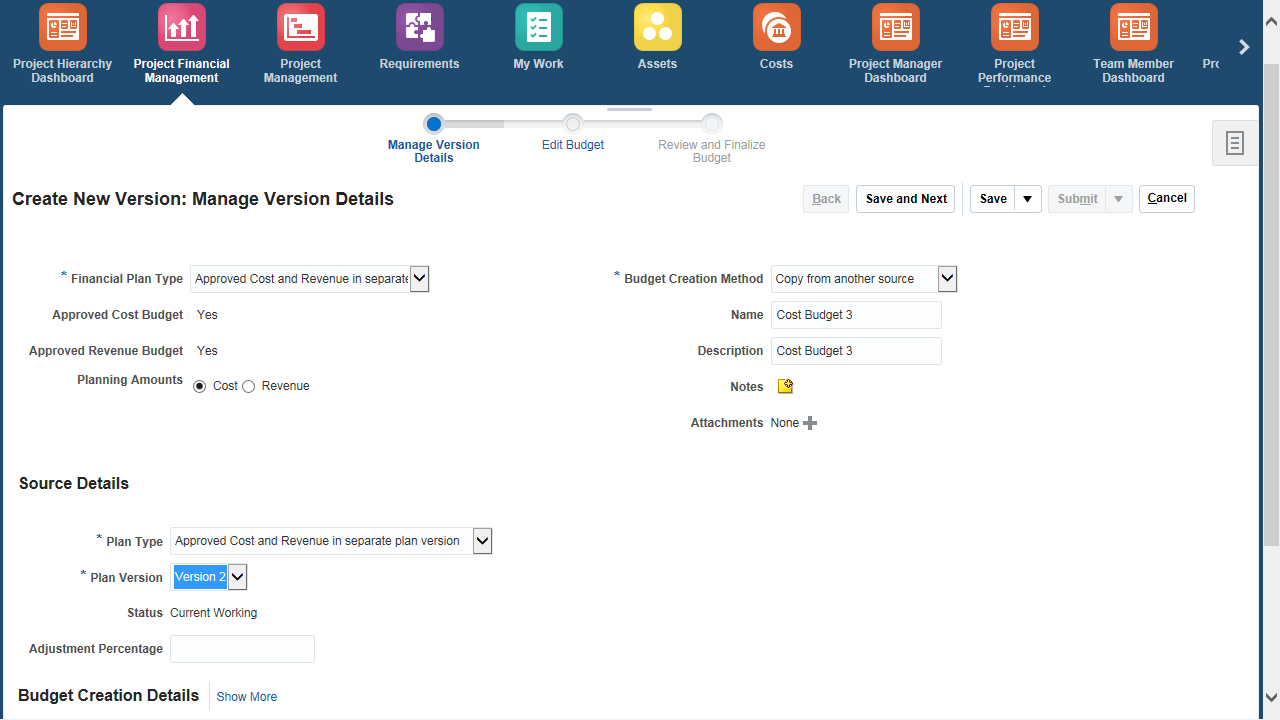 Project Hierarchy
Dashboard
Project Financial
Management
Project
Management
Requirements
My Work
Assets
Costs
Project Manager
Dashboard
Project
Performance
Team Member
Dashboard
Manage Version
Details
Edit Budget
Review and Finalize
Budget
Create New Version: Manage Version Details
Back
Save and Next
Save
Submit
Cancel
* Financial Plan Type Approved Cost and Revenue in separate
Approved Cost Budget Yes
Approved Revenue Budget Yes
Planning Amounts Cost Revenue
* Budget Creation Method Copy from another source
Name Cost Budget 3
Description Cost Budget 3
Notes
Attachments None
Source Details
* Plan Type Approved Cost and Revenue in separate plan version
* Plan Version Version 2
Status Current Working
Adjustment Percentage
Budget Creation Details Show More